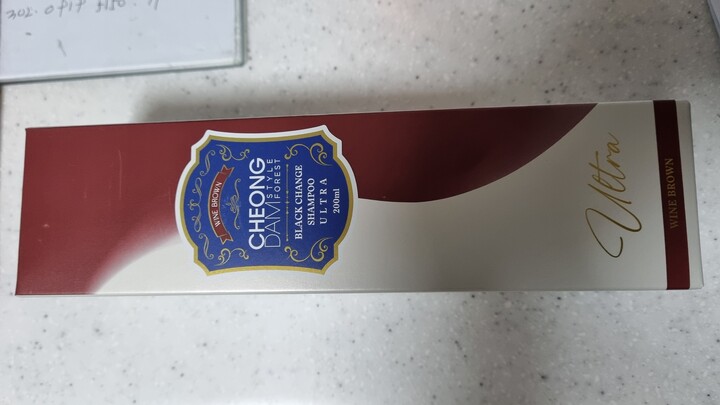 WINE BROWN
CHEONG
DAM STYLE
FOREST
BLACK CHANGE
SHAMPOO
ULTRA
200ml
Ultra
WINE BROWN